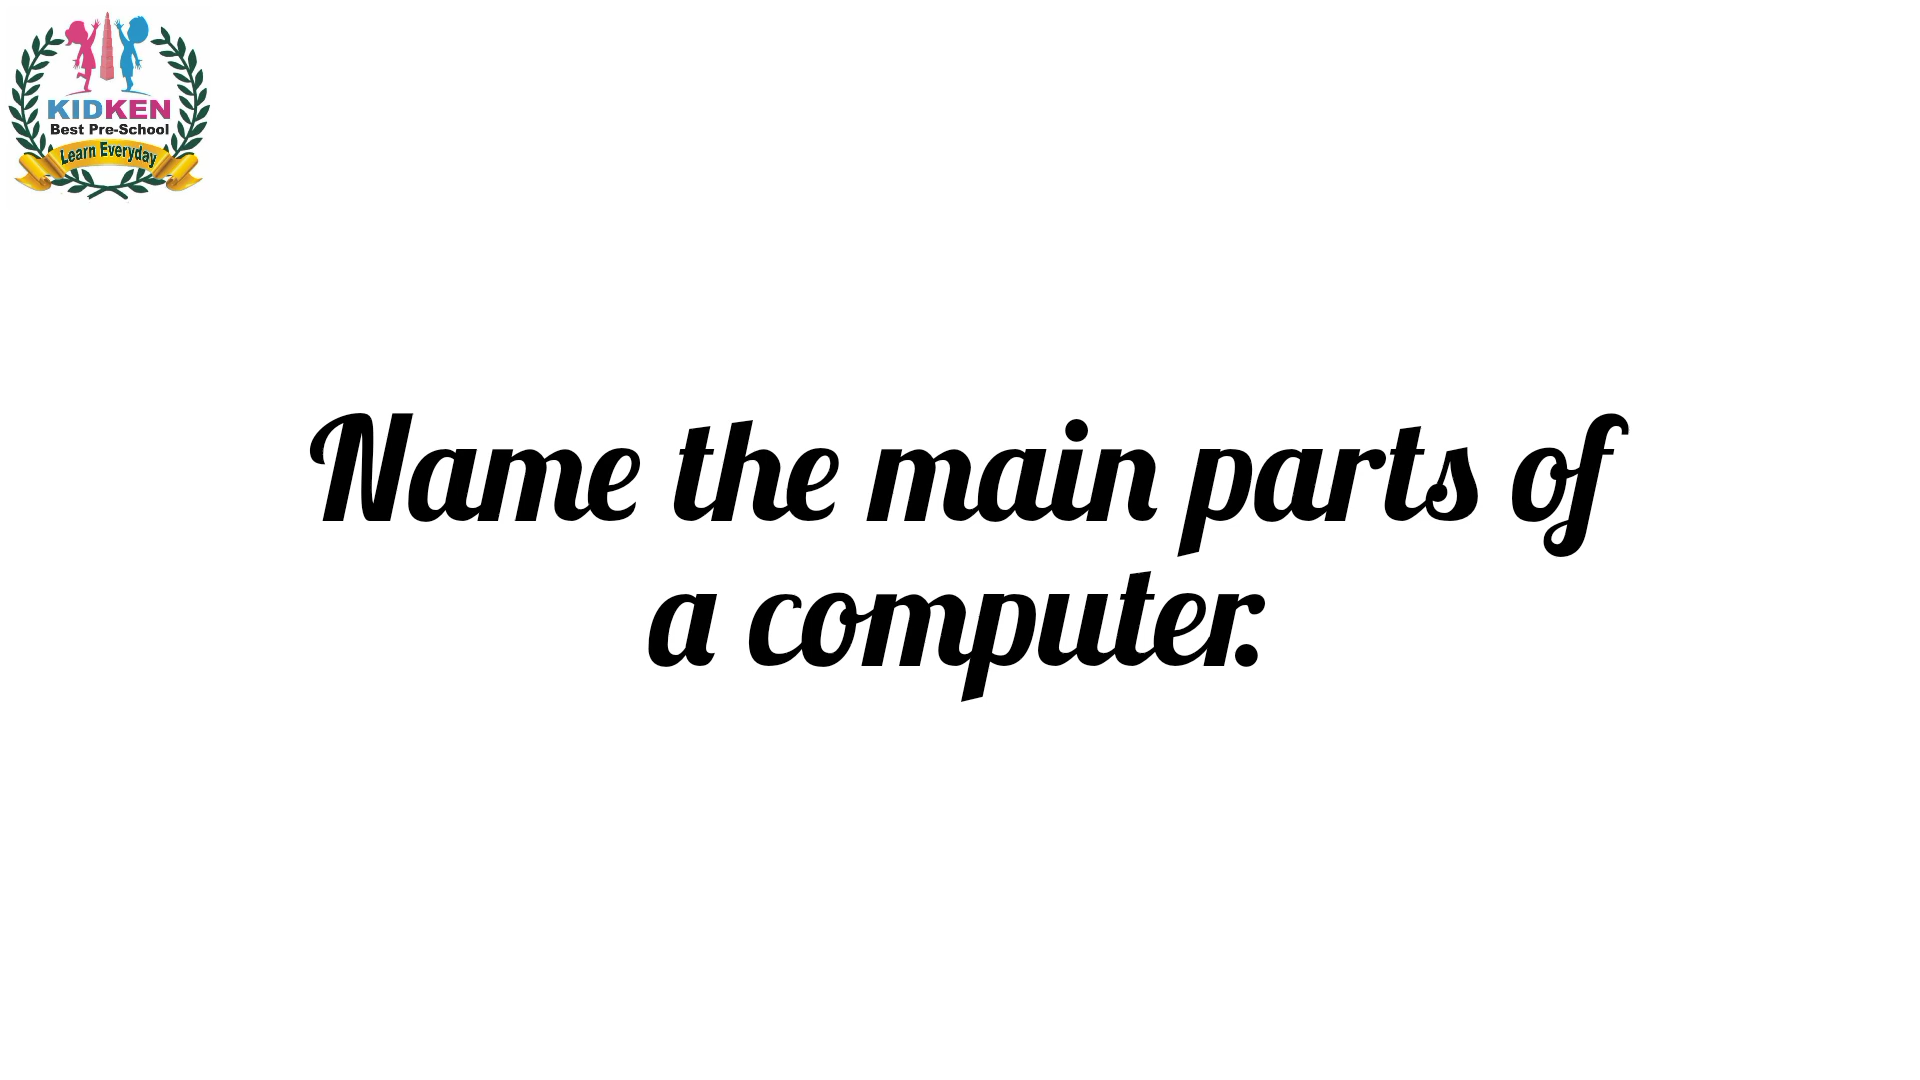 KIDKEN
Best Pre-School
Learn Everyday
Name the main parts of
a computer.